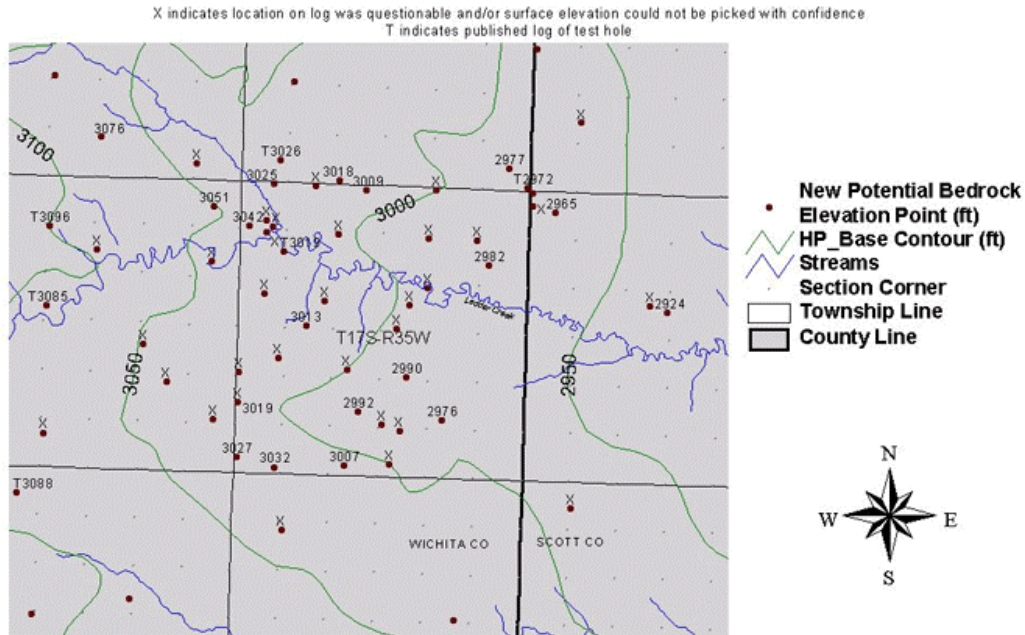 X indicates location on log was questionable and/or surface elevation could not be picked with confidence
T indicates published log of test hole
3076
3100
X
T3026
2977
X
3025
X
3018
3009
X
T2972
X
2965
3051
3000
T3096
3042
X
X
X
X
X
X
X
T3019
X
2982
T3085
X
X
X
X
X
2924
Leader Creek
3013
X
T17S-R35W
X
X
X
X
X
2990
3050
2950
X
X
3019
2992
X
X
2976
X
3027
3032
3007
X
T3088
X
X
WICHITA CO
SCOTT CO
New Potential Bedrock
Elevation Point (ft)
HP_Base Contour (ft)
Streams
Section Corner
Township Line
County Line
N
W
E
S